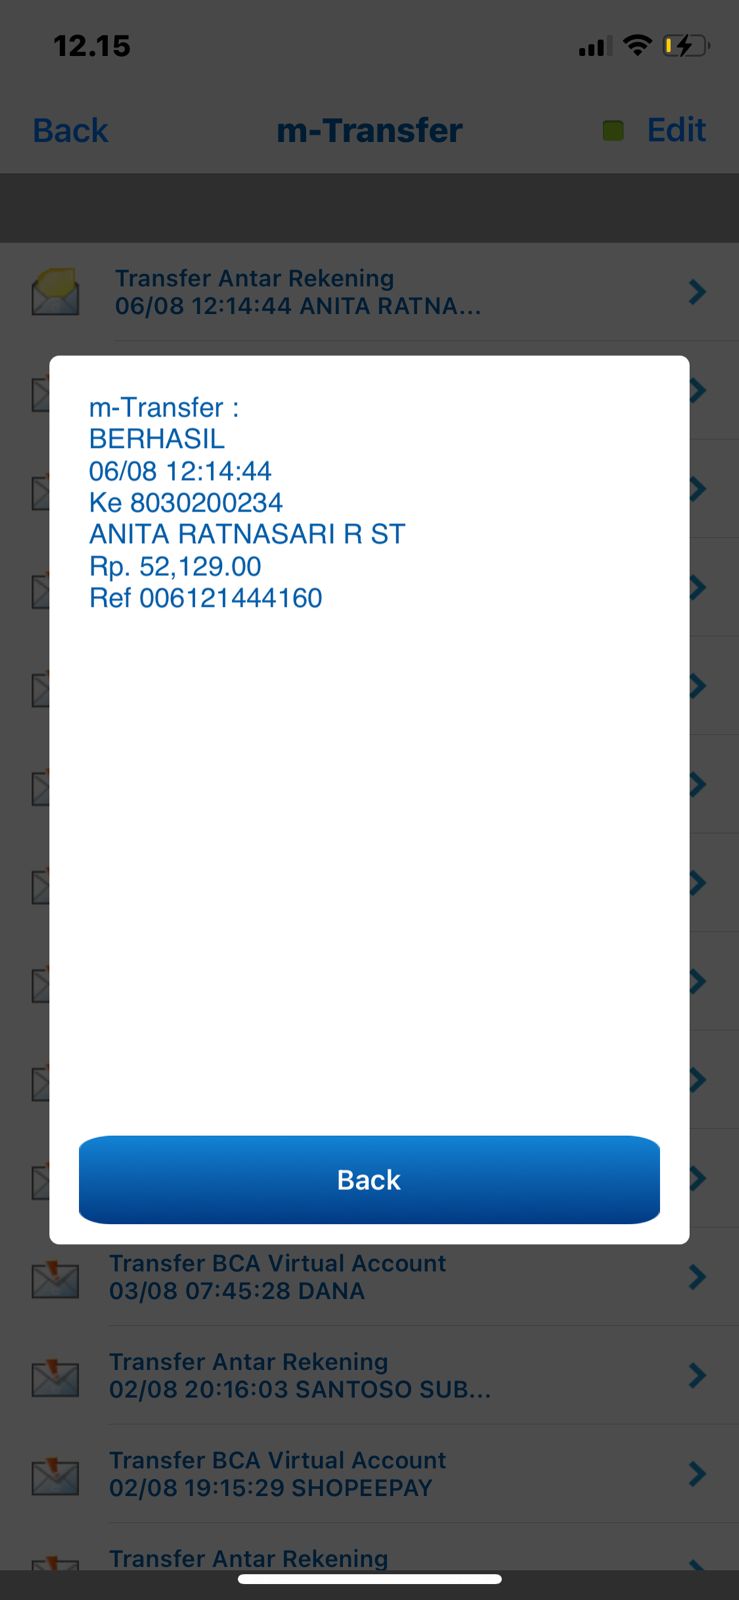 12.15
Back
m-Transfer
Edit
Transfer Antar Rekening
06/08 12:14:44 ANITA RATNA...
m-Transfer :
BERHASIL
06/08 12:14:44
Ke 8030200234
ANITA RATNASARI R ST
Rp. 52,129.00
Ref 006121444160
Back
Transfer BCA Virtual Account
03/08 07:45:28 DANA
Transfer Antar Rekening
02/08 20:16:03 SANTOSO SUB...
Transfer BCA Virtual Account
02/08 19:15:29 SHOPEEPAY
Transfer Antar Rekening